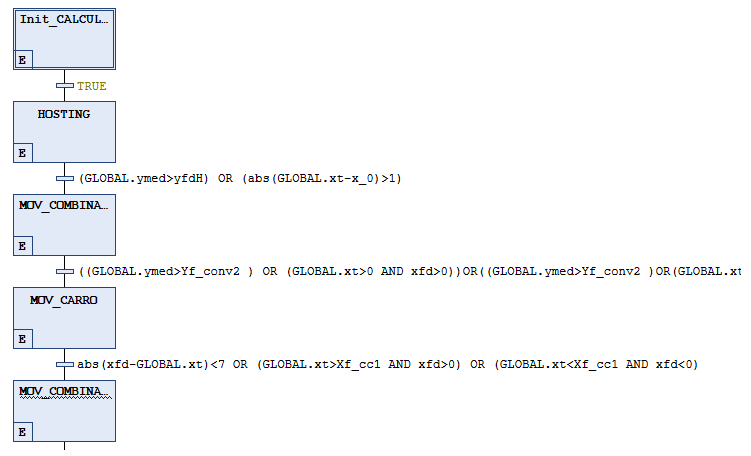 Init_CALCUL...
E
TRUE
HOSTING
E
(GLOBAL.ymed>yfdH) OR (abs(GLOBAL.xt-x_0)>1)
MOV_COMBINA...
E
((GLOBAL.ymed>Yf_conv2 ) OR (GLOBAL.xt>0 AND xfd>0))OR((GLOBAL.ymed>Yf_conv2 )OR(GLOBAL.xt
MOV_CARRO
E
abs(xfd-GLOBAL.xt)<7 OR (GLOBAL.xt>Xf_cc1 AND xfd>0) OR (GLOBAL.xt<Xf_cc1 AND xfd<0)
MOV_COMBINA...
E